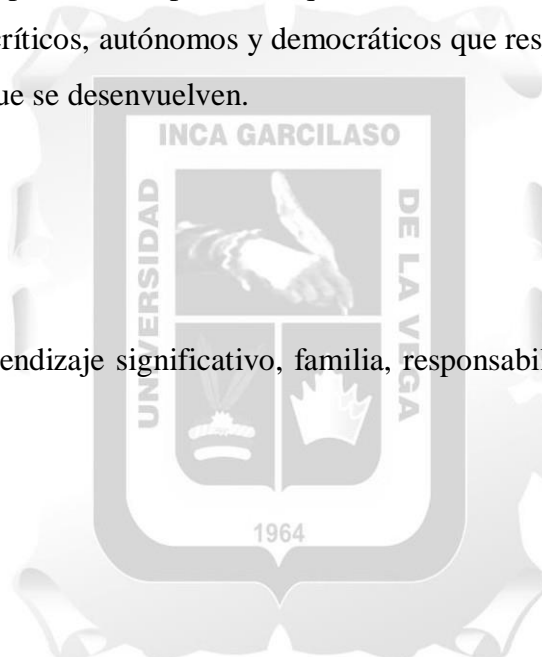 críticos, autónomos y democráticos que res
ue se desenvuelven.
INCA GARCILASO
UNIVERSIDAD
DE LA VEGA
endizaje significativo, familia, responsabil
1964